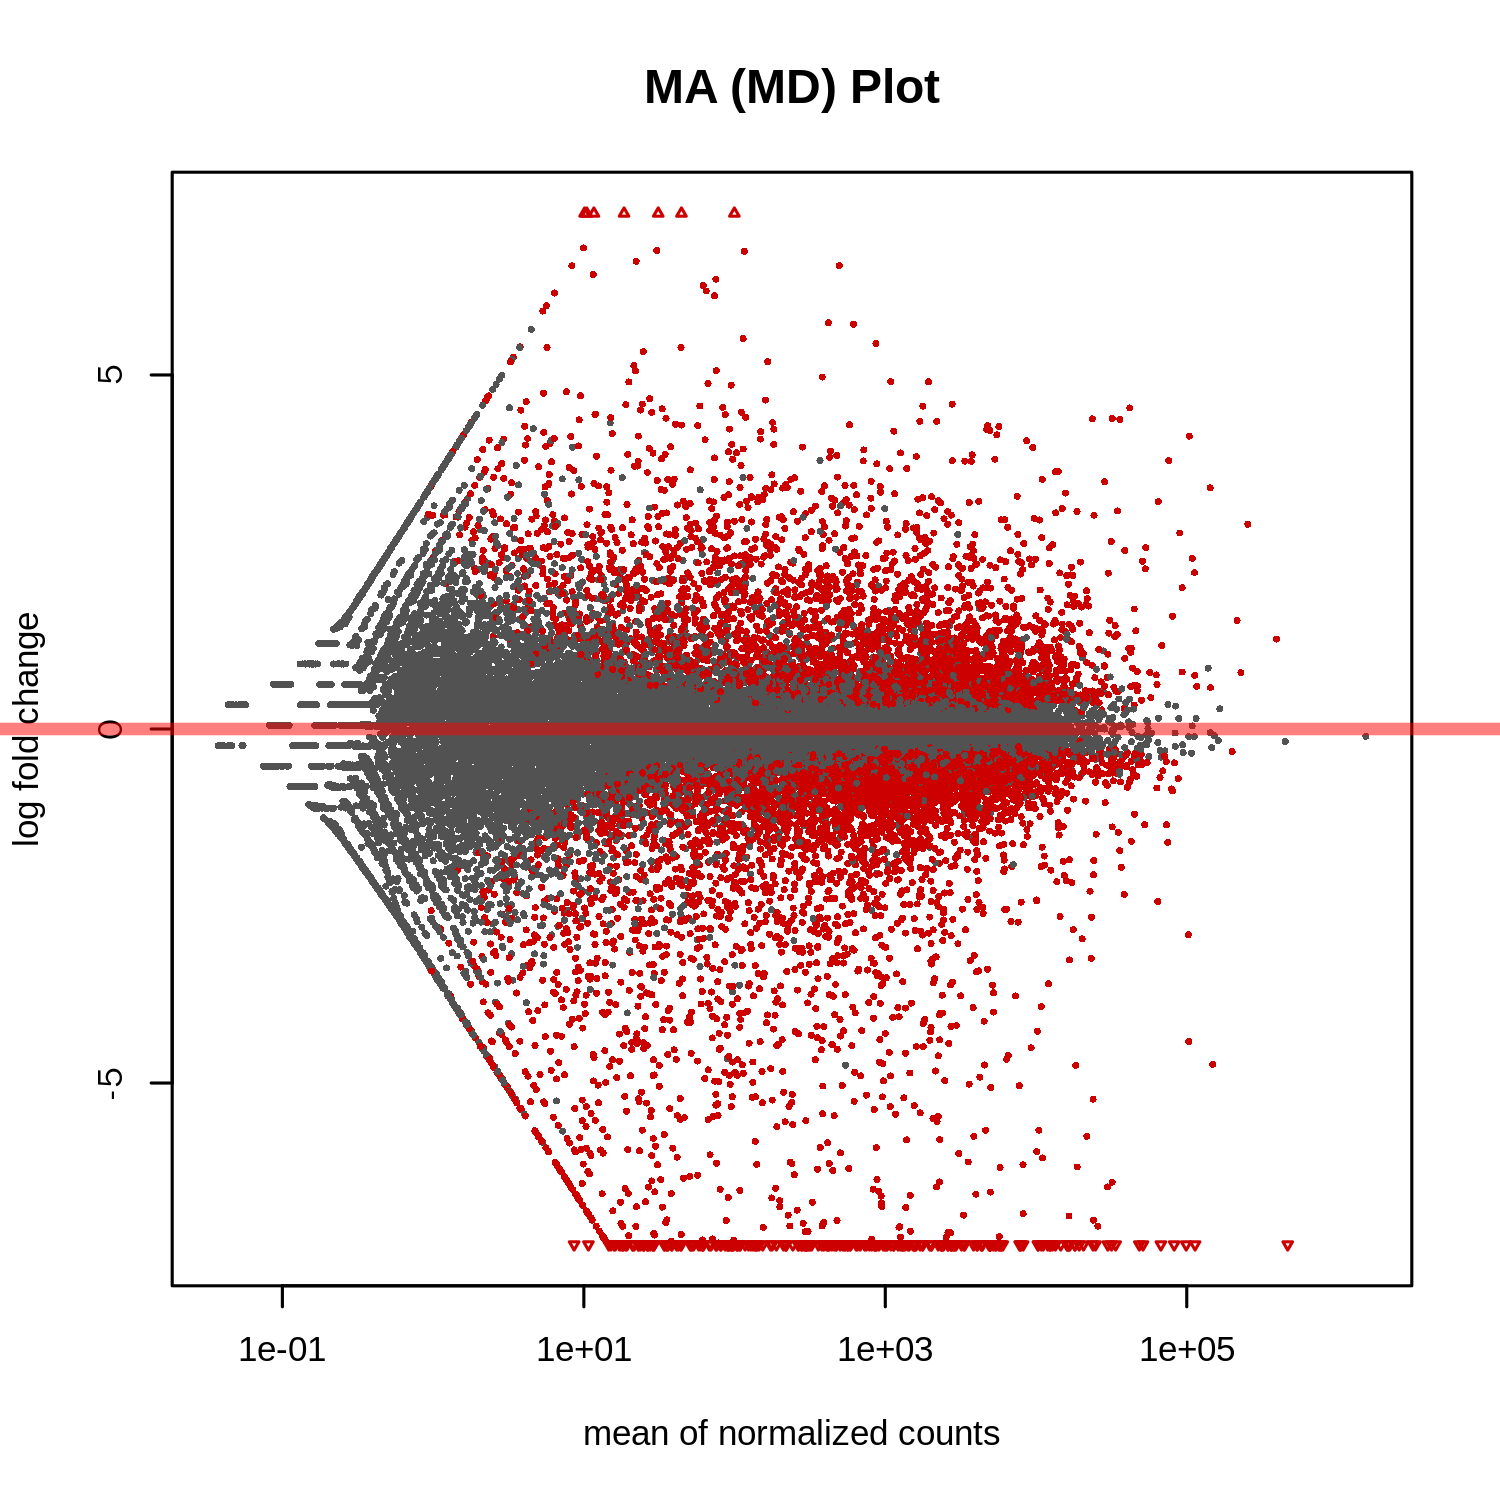 MA (MD) Plot
log fold change
5
0
-5
1e-01
1e+01
1e+03
1e+05
mean of normalized counts